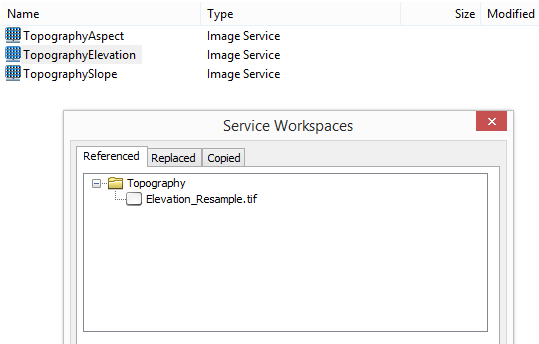 Name Type Size Modified
TopographyAspect Image Service
TopographyElevation Image Service
TopographySlope Image Service
Service Workspaces
Referenced Replaced Copied
Topography
Elevation_Resample.tif